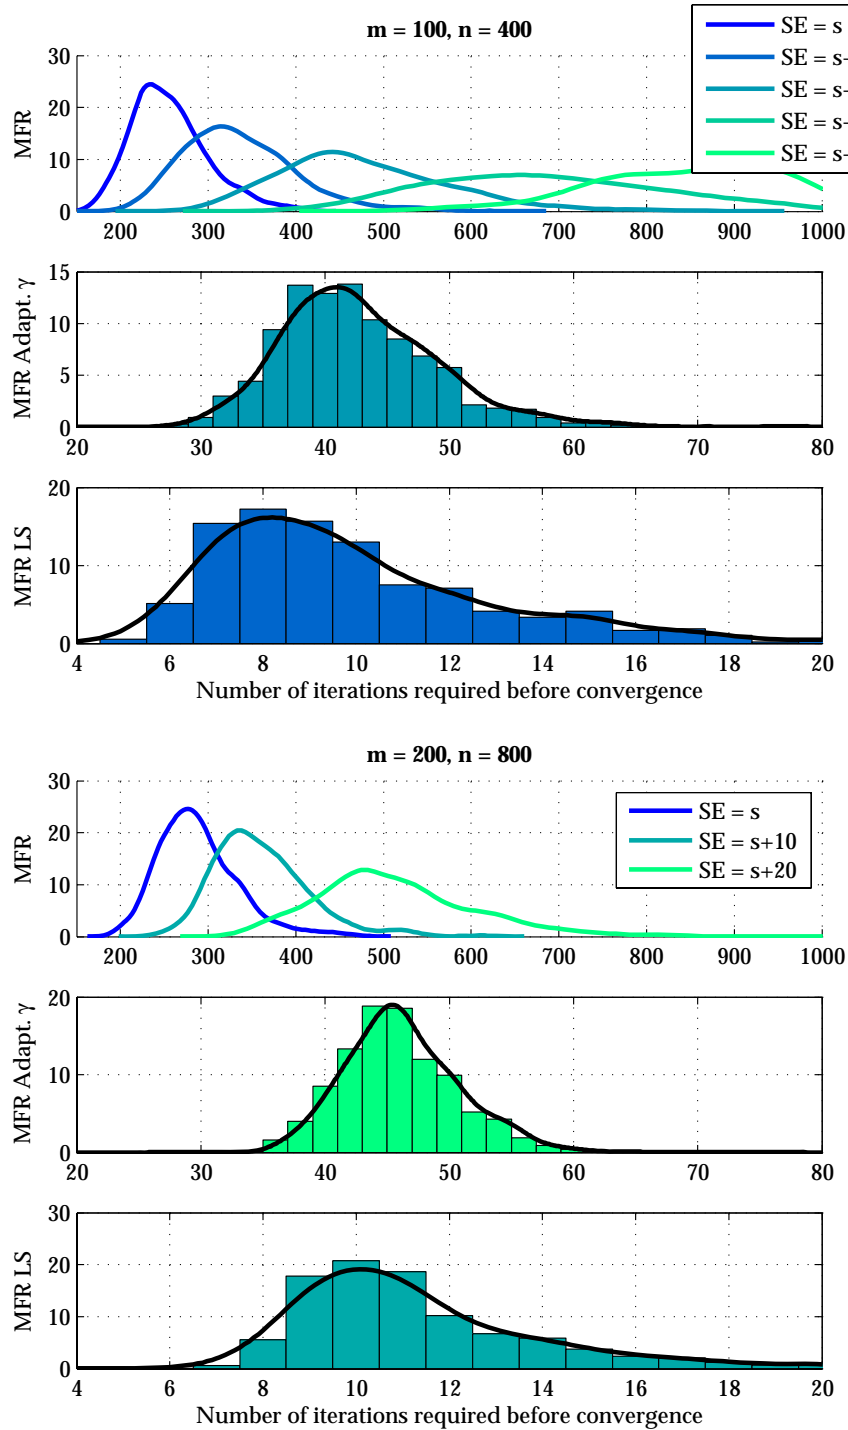 m = 100, n = 400
SE = s
SE = s-
SE = s-
SE = s-
SE = s-
MFR
30
20
10
0
200 300 400 500 600 700 800 900 1000
MFR Adapt. γ
15
10
5
0
20 30 40 50 60 70 80
MFR LS
20
10
0
4 6 8 10 12 14 16 18 20
Number of iterations required before convergence
m = 200, n = 800
SE = s
SE = s+10
SE = s+20
MFR
30
20
10
0
200 300 400 500 600 700 800 900 1000
MFR Adapt. γ
20
10
0
20 30 40 50 60 70 80
MFR LS
30
20
10
0
4 6 8 10 12 14 16 18 20
Number of iterations required before convergence